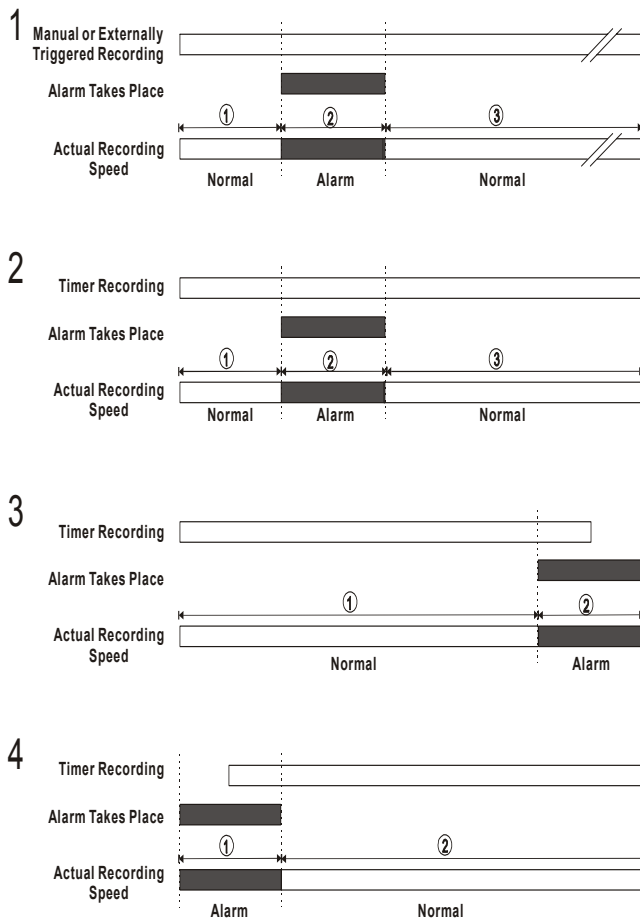 1
Manual or Externally
Triggered Recording
Alarm Takes Place
① ② ③
Actual Recording
Speed
Normal Alarm Normal
2
Timer Recording
Alarm Takes Place
① ② ③
Actual Recording
Speed
Normal Alarm Normal
3
Timer Recording
Alarm Takes Place
① ②
Actual Recording
Speed
Normal Alarm
4
Timer Recording
Alarm Takes Place
① ②
Actual Recording
Speed
Alarm Normal